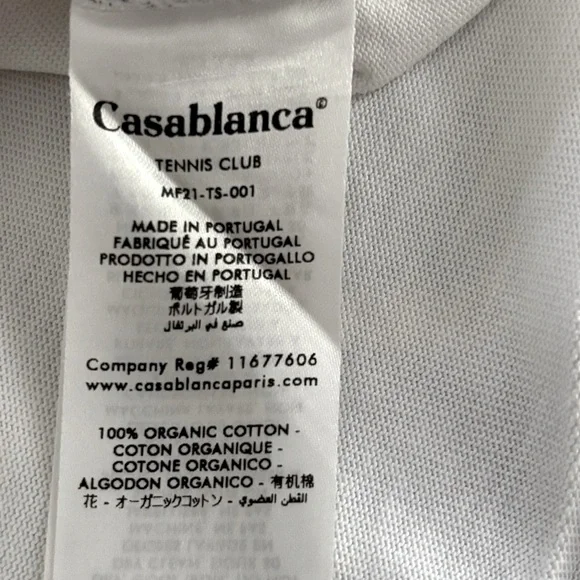 Casablanca©
TENNIS CLUB
MF21-TS-001
MADE IN PORTUGAL
FABRIQUÉ AU PORTUGAL
PRODOTTO IN PORTOGALLO
HECHO EN PORTUGAL
葡萄牙制造
ポルトガル製
صنع في البرتغال
Company Reg# 11677606
www.casablancaparis.com
100% ORGANIC COTTON -
COTON ORGANIQUE -
COTONE ORGANICO -
ALGODON ORGANICO - 有机棉
花 - オーガニックコットン - القطن العضوي